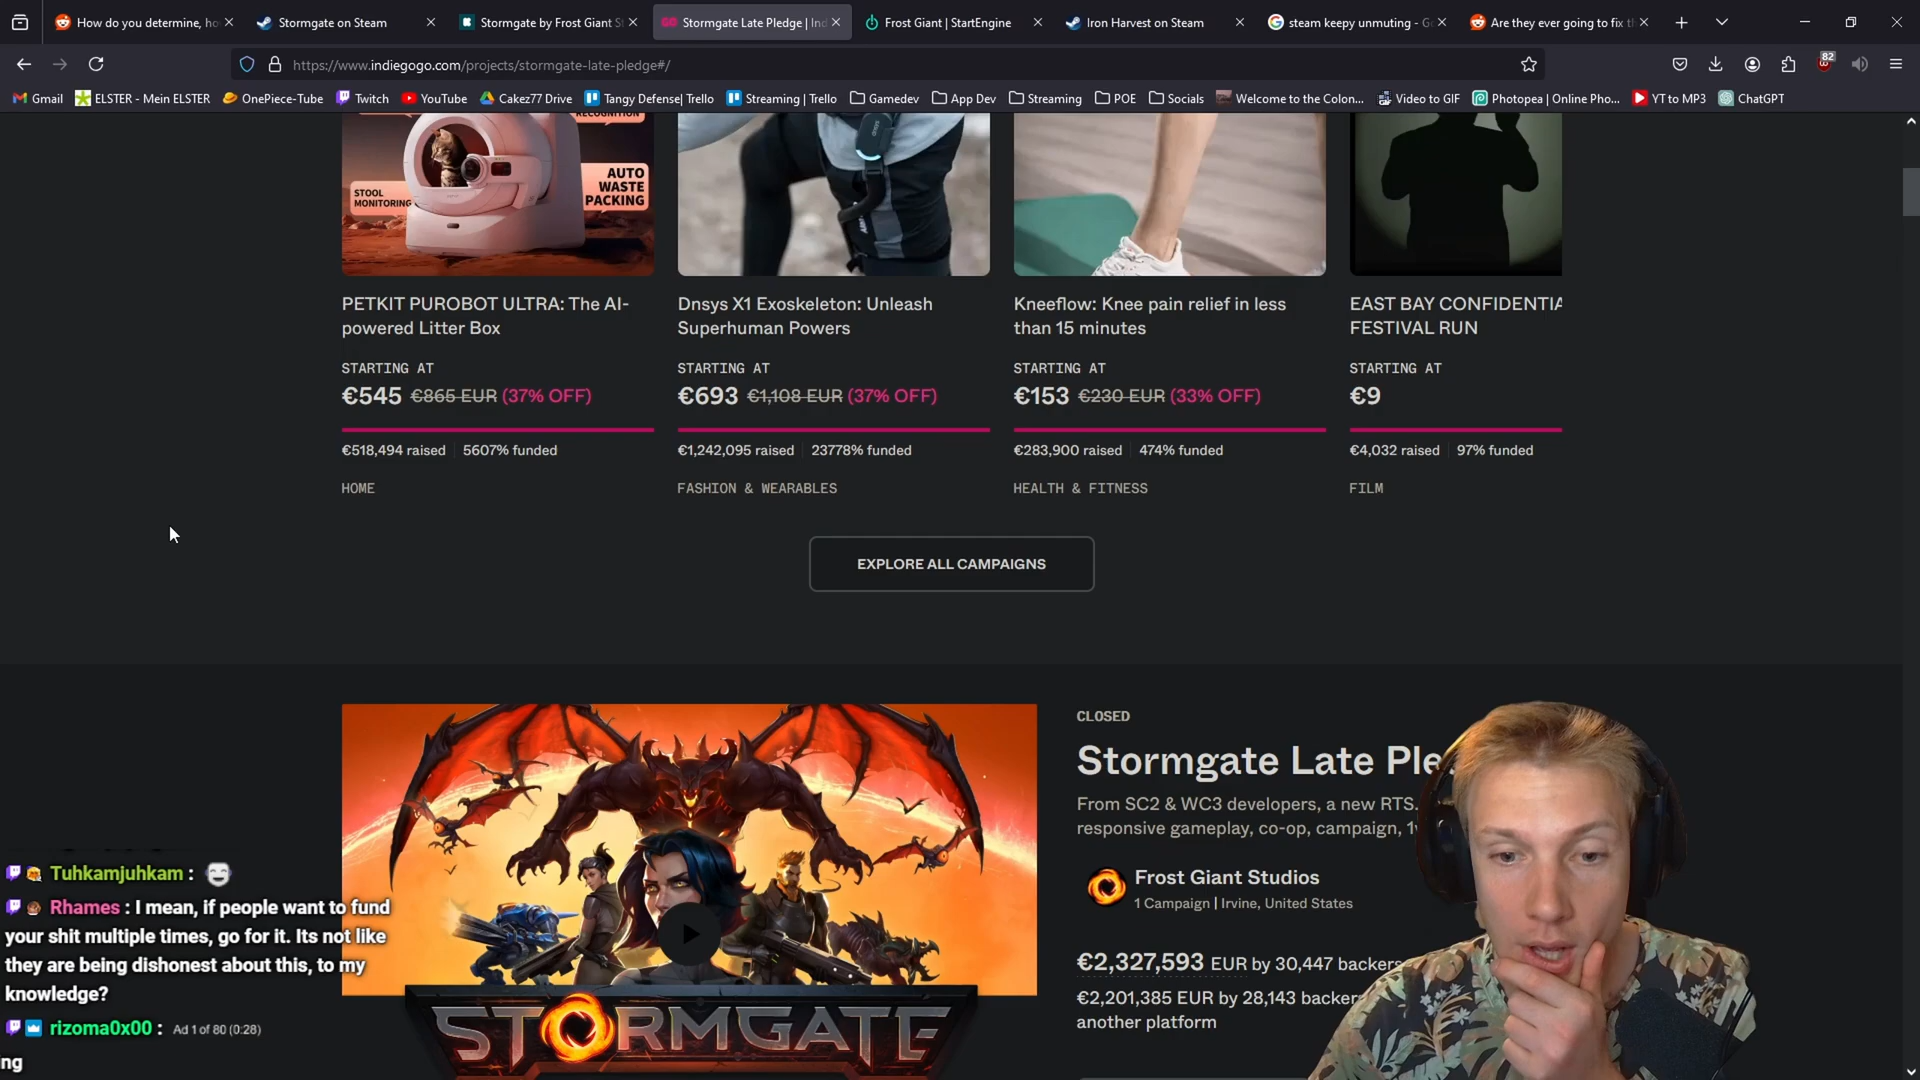 How do you determine, ho
Stormgate on Steam
Stormgate by Frost Giant S
Stormgate Late Pledge | Ind
Frost Giant | StartEngine
Iron Harvest on Steam
steam keepy unmuting - G
Are they ever going to fix t
https://www.indiegogo.com/projects/stormgate-late-pledge#/
82
Gmail
ELSTER - Mein ELSTER
OnePiece-Tube
Twitch
YouTube
Cakez77 Drive
Tangy Defense| Trello
Streaming | Trello
Gamedev
App Dev
Streaming
POE
Socials
Welcome to the Colon...
Video to GIF
Photopea | Online Pho...
YT to MP3
ChatGPT
RECOGNITION
STOOL
MONITORING
AUTO
WASTE
PACKING
PETKIT PUROBOT ULTRA: The AI-
powered Litter Box
STARTING AT
€545 €865 EUR (37% OFF)
€518,494 raised 5607% funded
HOME
Dnsys X1 Exoskeleton: Unleash
Superhuman Powers
STARTING AT
€693 €1,108 EUR (37% OFF)
€1,242,095 raised 23778% funded
FASHION & WEARABLES
Kneeflow: Knee pain relief in less
than 15 minutes
STARTING AT
€153 €230 EUR (33% OFF)
€283,900 raised 474% funded
HEALTH & FITNESS
EAST BAY CONFIDENTIA
FESTIVAL RUN
STARTING AT
€9
€4,032 raised 97% funded
FILM
EXPLORE ALL CAMPAIGNS
STORMGATE
CLOSED
Stormgate Late Ple
From SC2 & WC3 developers, a new RTS.
responsive gameplay, co-op, campaign, 1
Frost Giant Studios
1 Campaign | Irvine, United States
€2,327,593 EUR by 30,447 backers
€2,201,385 EUR by 28,143 backer
another platform
Tuhkamjuhkam :
Rhames : I mean, if people want to fund
your shit multiple times, go for it. Its not like
they are being dishonest about this, to my
knowledge?
rizoma0x00 : Ad 1 of 80 (0:28)
ng